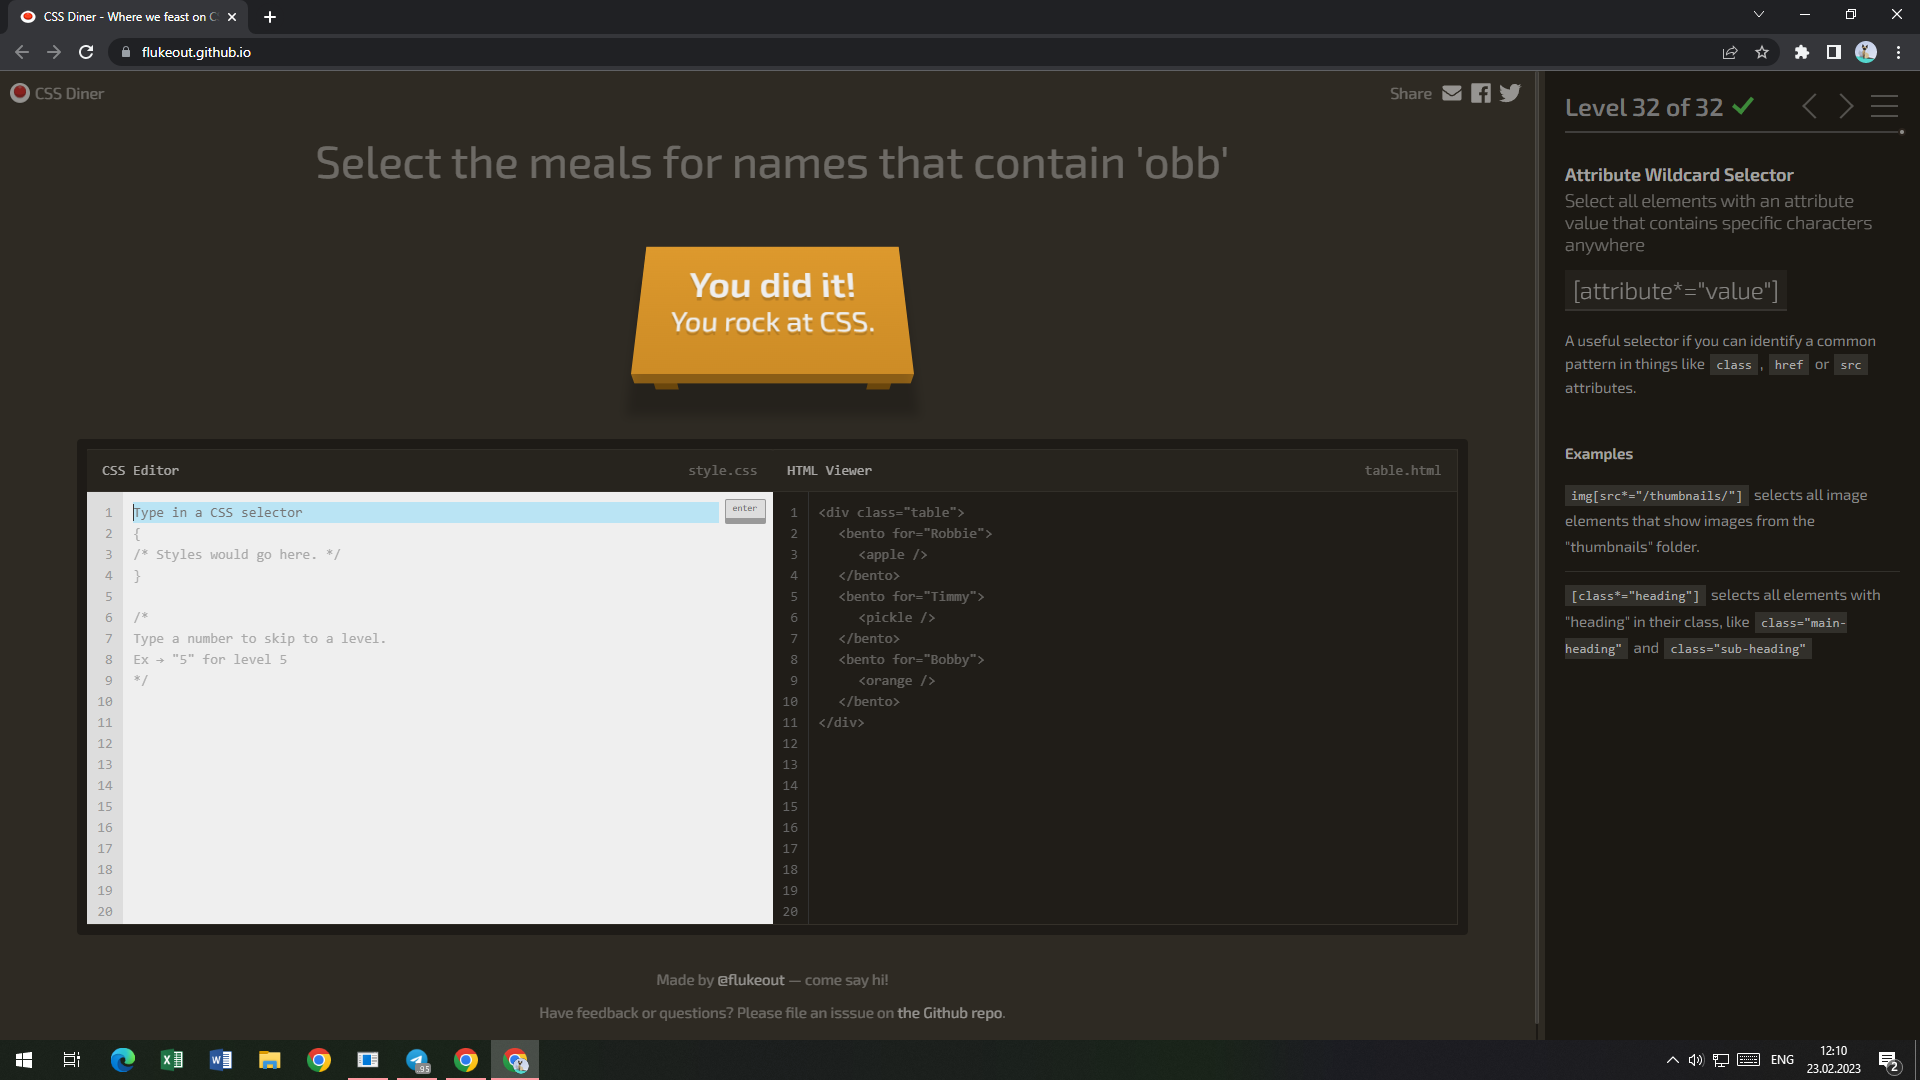 CSS Diner - Where we feast on C
flukeout.github.io
CSS Diner
Share
Select the meals for names that contain 'obb'
You did it!
You rock at CSS.
CSS Editor
style.css
HTML Viewer
table.html
1
Type in a CSS selector
enter
2
{
3
/* Styles would go here. */
4
}
5
6
/*
7
Type a number to skip to a level.
8
Ex → "5" for level 5
9
*/
10
11
12
13
14
15
16
17
18
19
20
1
<div class="table">
2
<bento for="Robbie">
3
<apple />
4
</bento>
5
<bento for="Timmy">
6
<pickle />
7
</bento>
8
<bento for="Bobby">
9
<orange />
10
</bento>
11
</div>
12
13
14
15
16
17
18
19
20
Made by @flukeout — come say hi!
Have feedback or questions? Please file an isssue on the Github repo.
Level 32 of 32
Attribute Wildcard Selector
Select all elements with an attribute
value that contains specific characters
anywhere
[attribute*="value"]
A useful selector if you can identify a common
pattern in things like class , href or src
attributes.
Examples
img[src*="/thumbnails/"] selects all image
elements that show images from the
"thumbnails" folder.
[class*="heading"] selects all elements with
"heading" in their class, like class="main-
heading" and class="sub-heading"
.95
ENG
12:10
23.02.2023
2